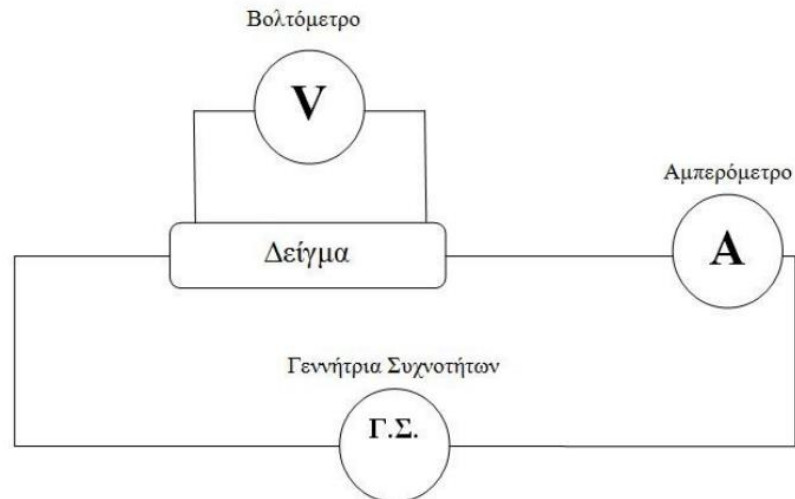 Βολτόμετρο
V
Αμπερόμετρο
Δείγμα
A
Γεννήτρια Συχνοτήτων
Γ.Σ.